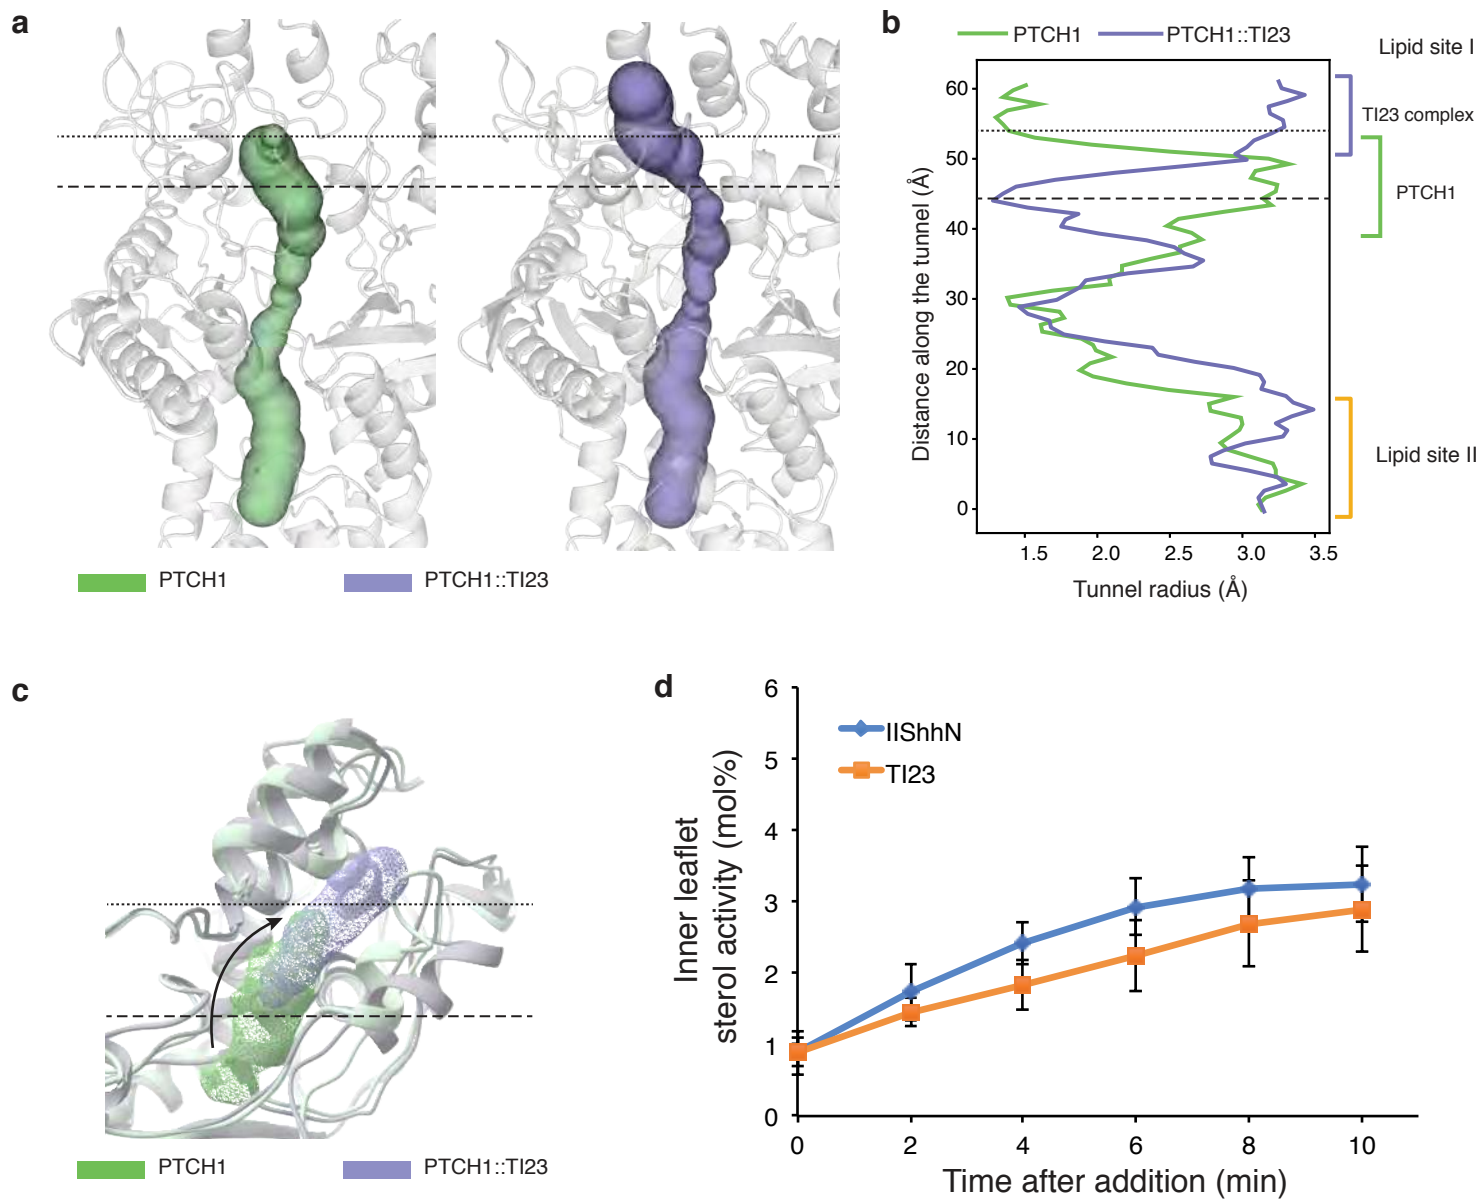 a
PTCH1
PTCH1::TI23
b
PTCH1
PTCH1::TI23
Lipid site I
TI23 complex
PTCH1
Lipid site II
Distance along the tunnel (Å)
60
50
40
30
20
10
0
1.5 2.0 2.5 3.0 3.5
Tunnel radius (Å)
c
PTCH1
PTCH1::TI23
d
IIShhN
TI23
Inner leaflet
sterol activity (mol%)
6
5
4
3
2
1
0
0 2 4 6 8 10
Time after addition (min)